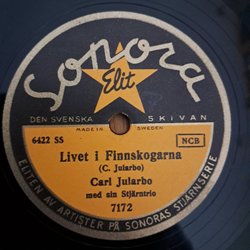 Sonora
Elit
DEN SVENSKA SKIVAN
MADE IN SWEDEN
6422 SS
NCB
Livet i Finnskogarna
(C. Jularbo)
Carl Jularbo
med sin Stjärntrio
7172
ELITEN AV ARTISTER PÅ SONORAS STJÄRNSERIE